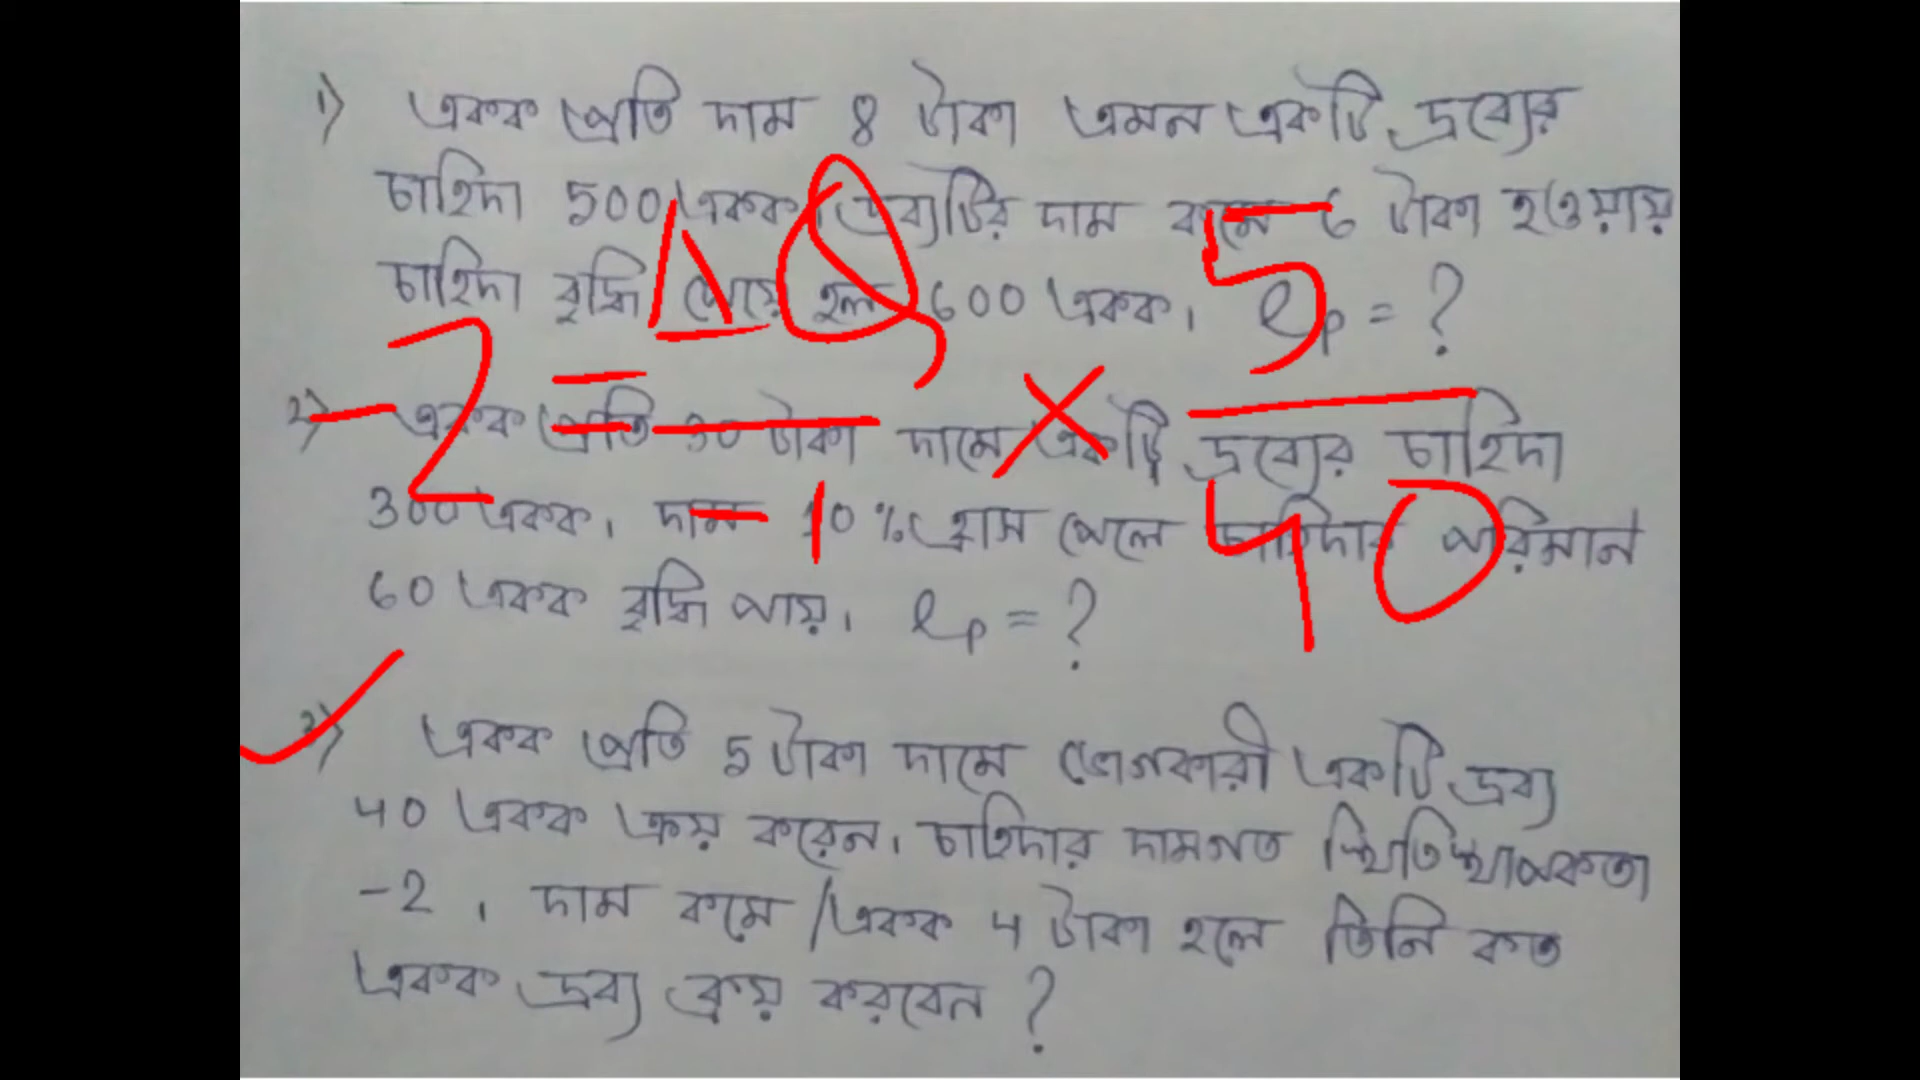 1) একক প্রতি দাম 8 টাকা এমন একটি দ্রব্যের
চাহিদা 500 একক। দ্রব্যটির দাম কমে 6 টাকা হওয়ায়
চাহিদা বৃদ্ধি পেয়ে হল 600 একক। ep = ?
-2 = ΔQ/-1 × 5/40
2) একক প্রতি 30 টাকা দামে একটি দ্রব্যের চাহিদা
300 একক। দাম 10% হ্রাস পেলে চাহিদার পরিমান
60 একক বৃদ্ধি পায়। ep = ?
3) একক প্রতি 5 টাকা দামে ভোগকারী একটি দ্রব্য
40 একক ক্রয় করেন। চাহিদার দামগত স্থিতিস্থাপকতা
-2 । দাম কমে /একক 4 টাকা হলে তিনি কত
একক দ্রব্য ক্রয় করবেন ?